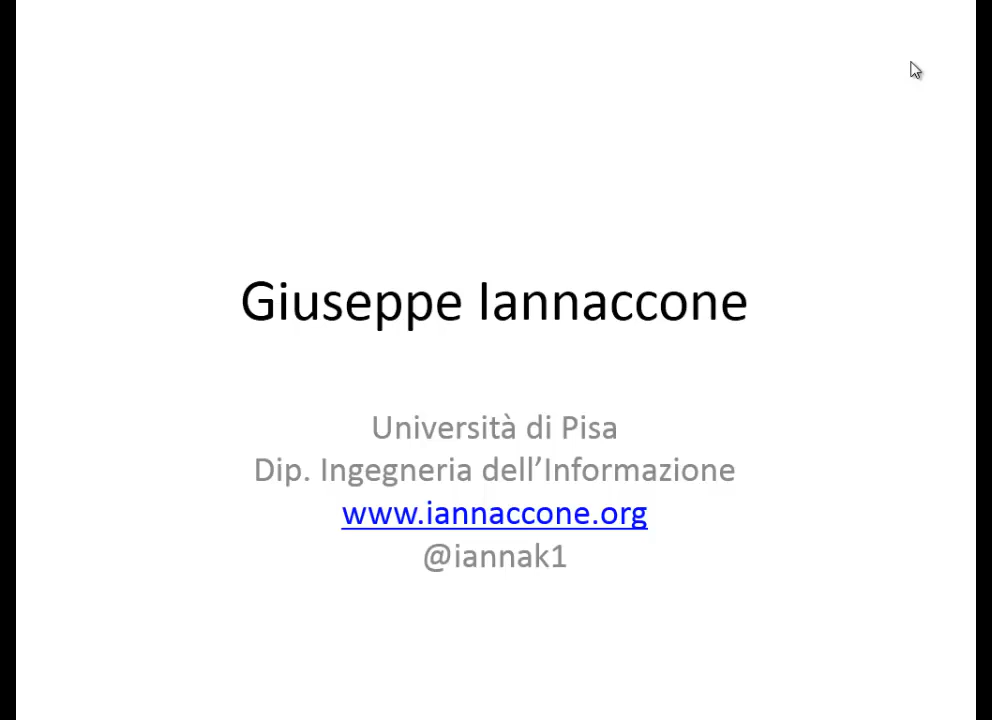 Giuseppe Iannaccone
Università di Pisa
Dip. Ingegneria dell’Informazione
www.iannaccone.org
@iannak1